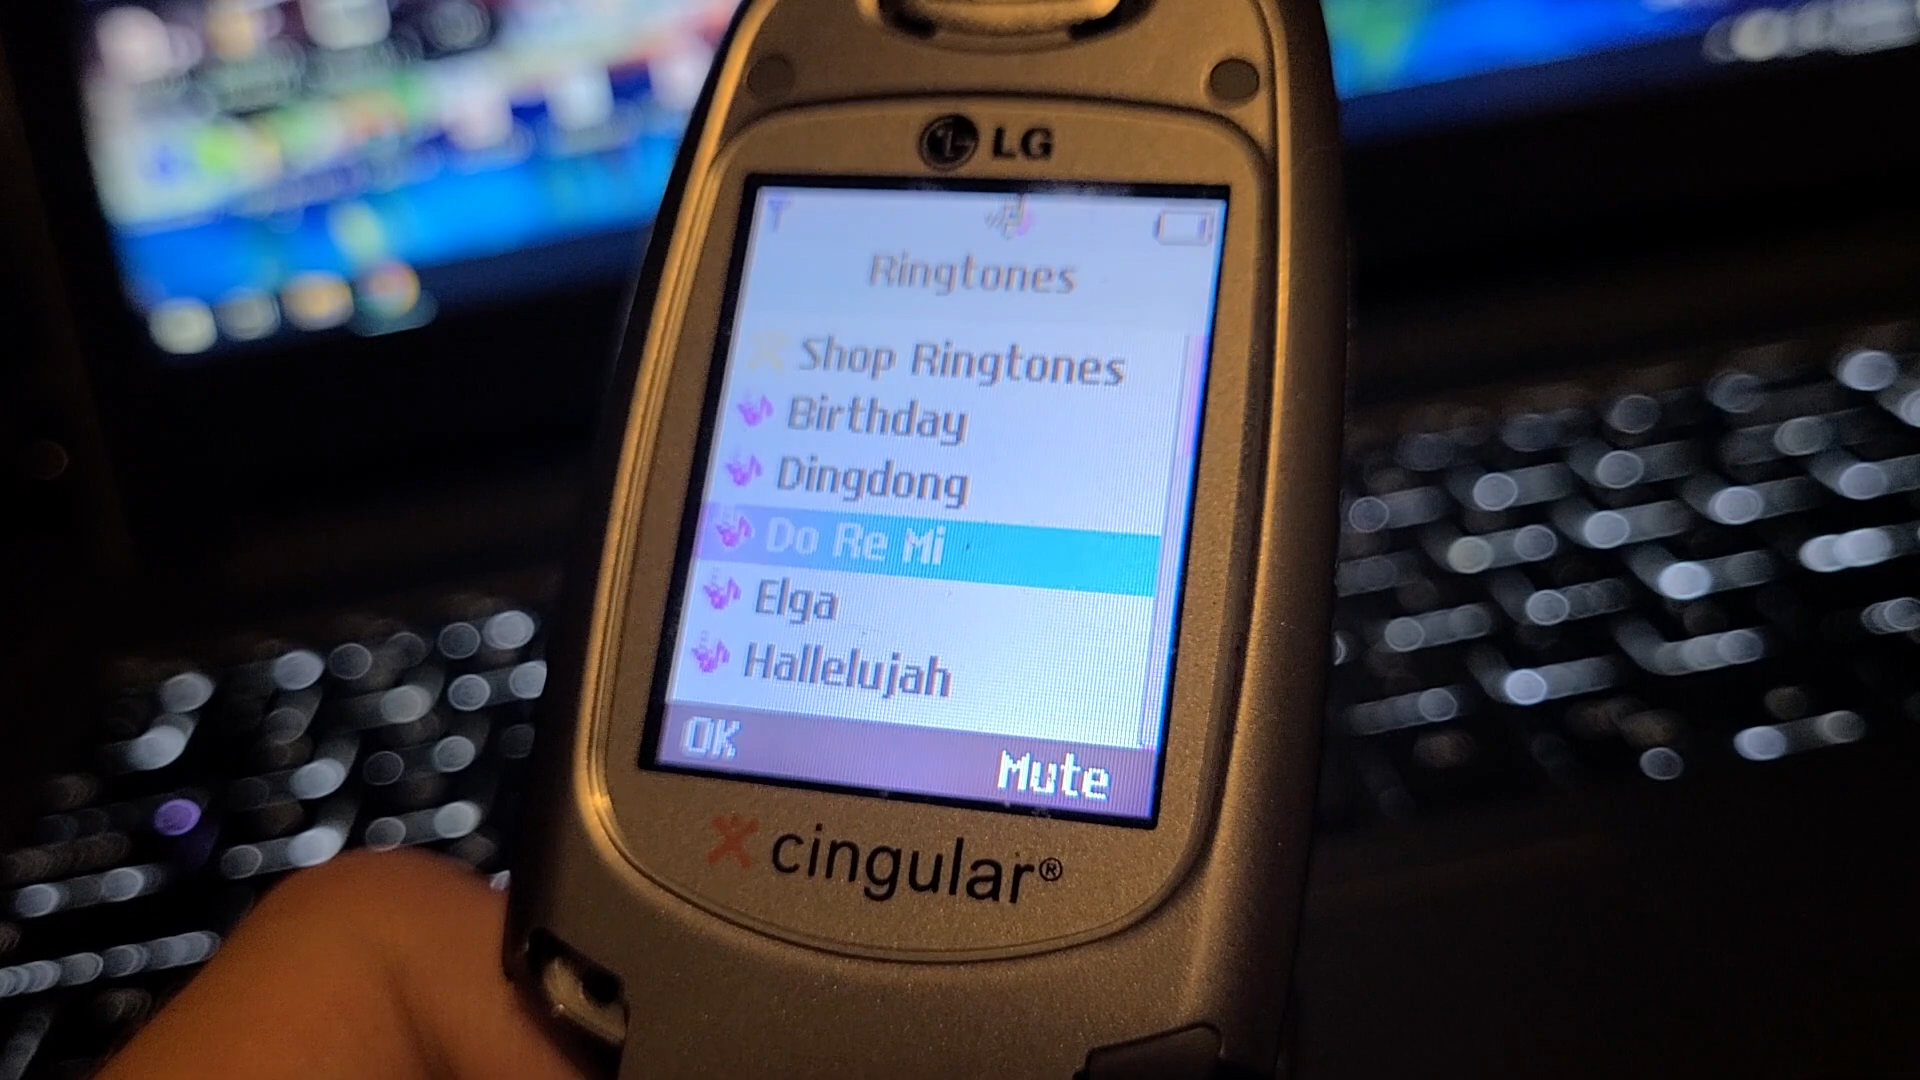 LG
Ringtones
Shop Ringtones
Birthday
Dingdong
Do Re Mi
Elga
Hallelujah
OK Mute
cingular®